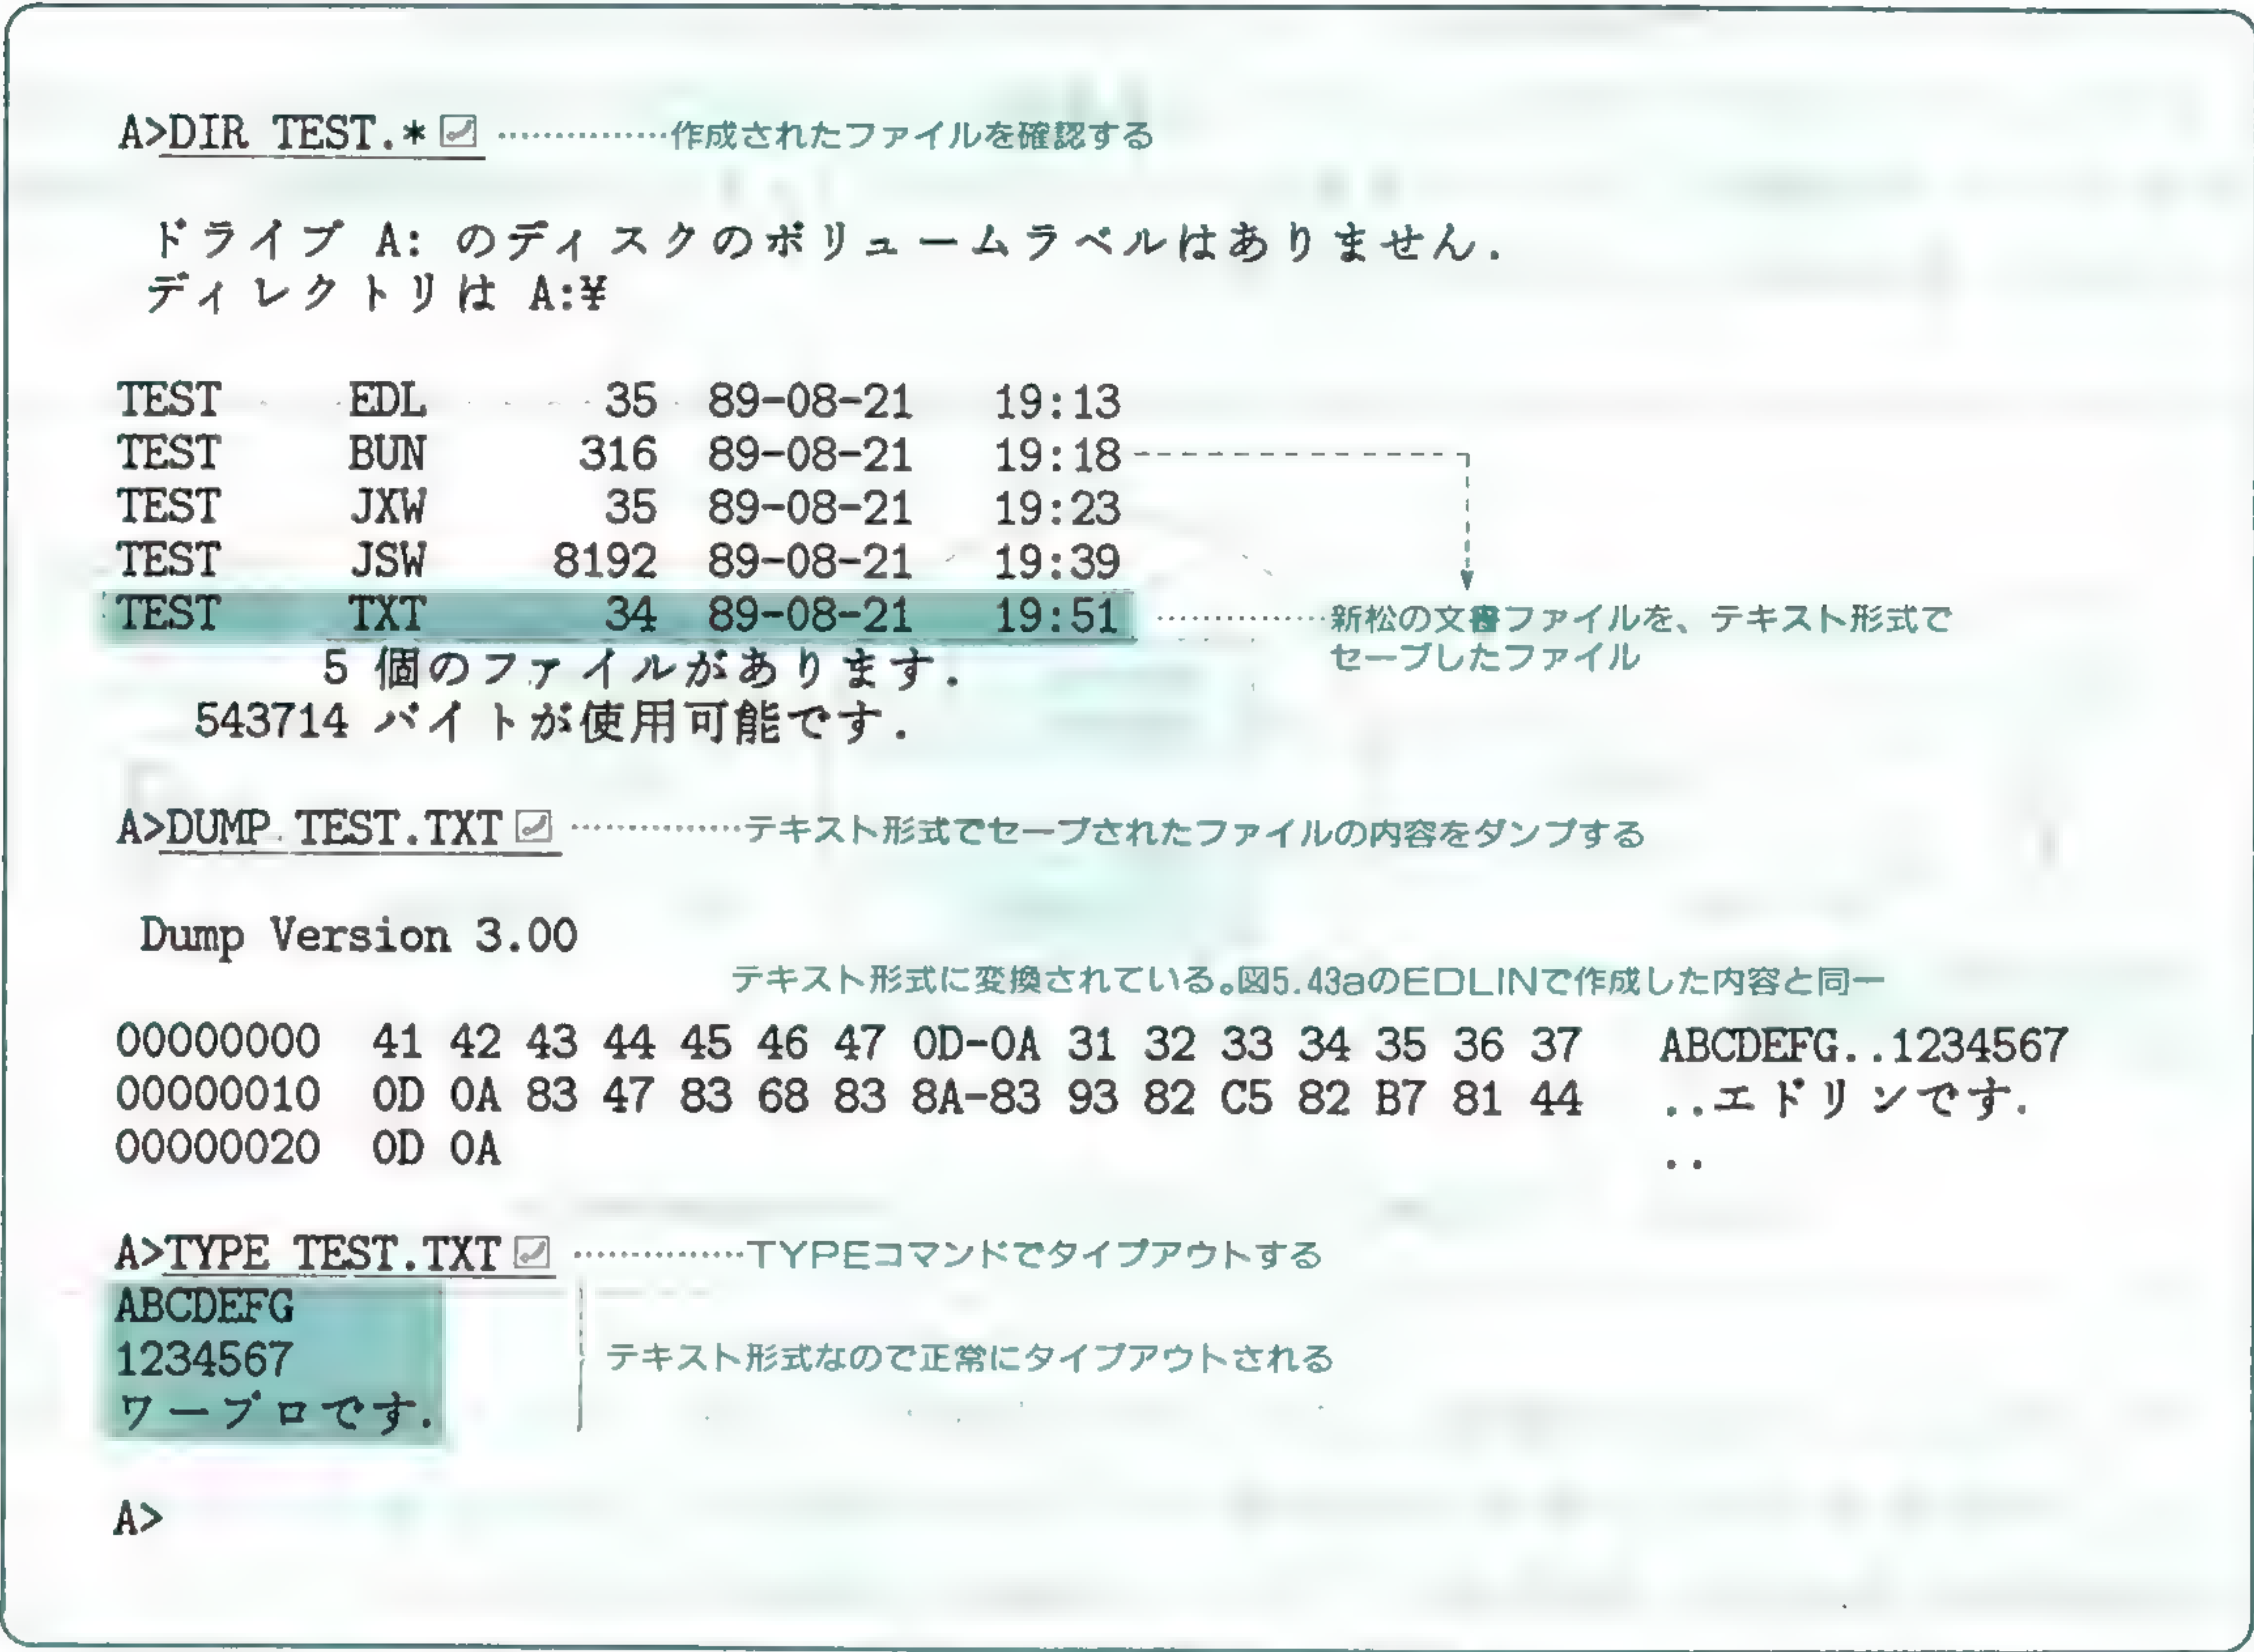 A>DIR TEST.* ··············作成されたファイルを確認する
ドライブ A: のディスクのボリュームラベルはありません.
ディレクトリは A:¥
TEST EDL 35 89-08-21 19:13
TEST BUN 316 89-08-21 19:18
TEST JXW 35 89-08-21 19:23
TEST JSW 8192 89-08-21 19:39
TEST TXT 34 89-08-21 19:51 ··············新松の文書ファイルを、テキスト形式で
セーブしたファイル
5 個のファイルがあります.
543714 バイトが使用可能です.
A>DUMP TEST.TXT ··············テキスト形式でセーブされたファイルの内容をダンプする
Dump Version 3.00
テキスト形式に変換されている。図5.43aのEDLINで作成した内容と同一
00000000 41 42 43 44 45 46 47 0D-0A 31 32 33 34 35 36 37 ABCDEFG..1234567
00000010 0D 0A 83 47 83 68 83 8A-83 93 82 C5 82 B7 81 44 ..エドリンです.
00000020 0D 0A ..
A>TYPE TEST.TXT ··············TYPEコマンドでタイプアウトする
ABCDEFG
1234567 テキスト形式なので正常にタイプアウトされる
ワープロです.
A>